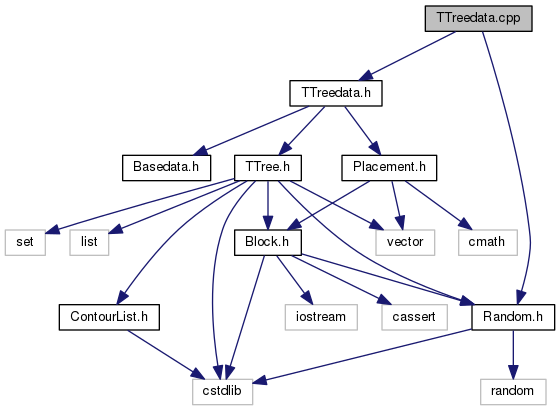 TTreedata.cpp
TTreedata.h
Basedata.h
TTree.h
Placement.h
set
list
Block.h
vector
cmath
ContourList.h
iostream
cassert
Random.h
cstdlib
random